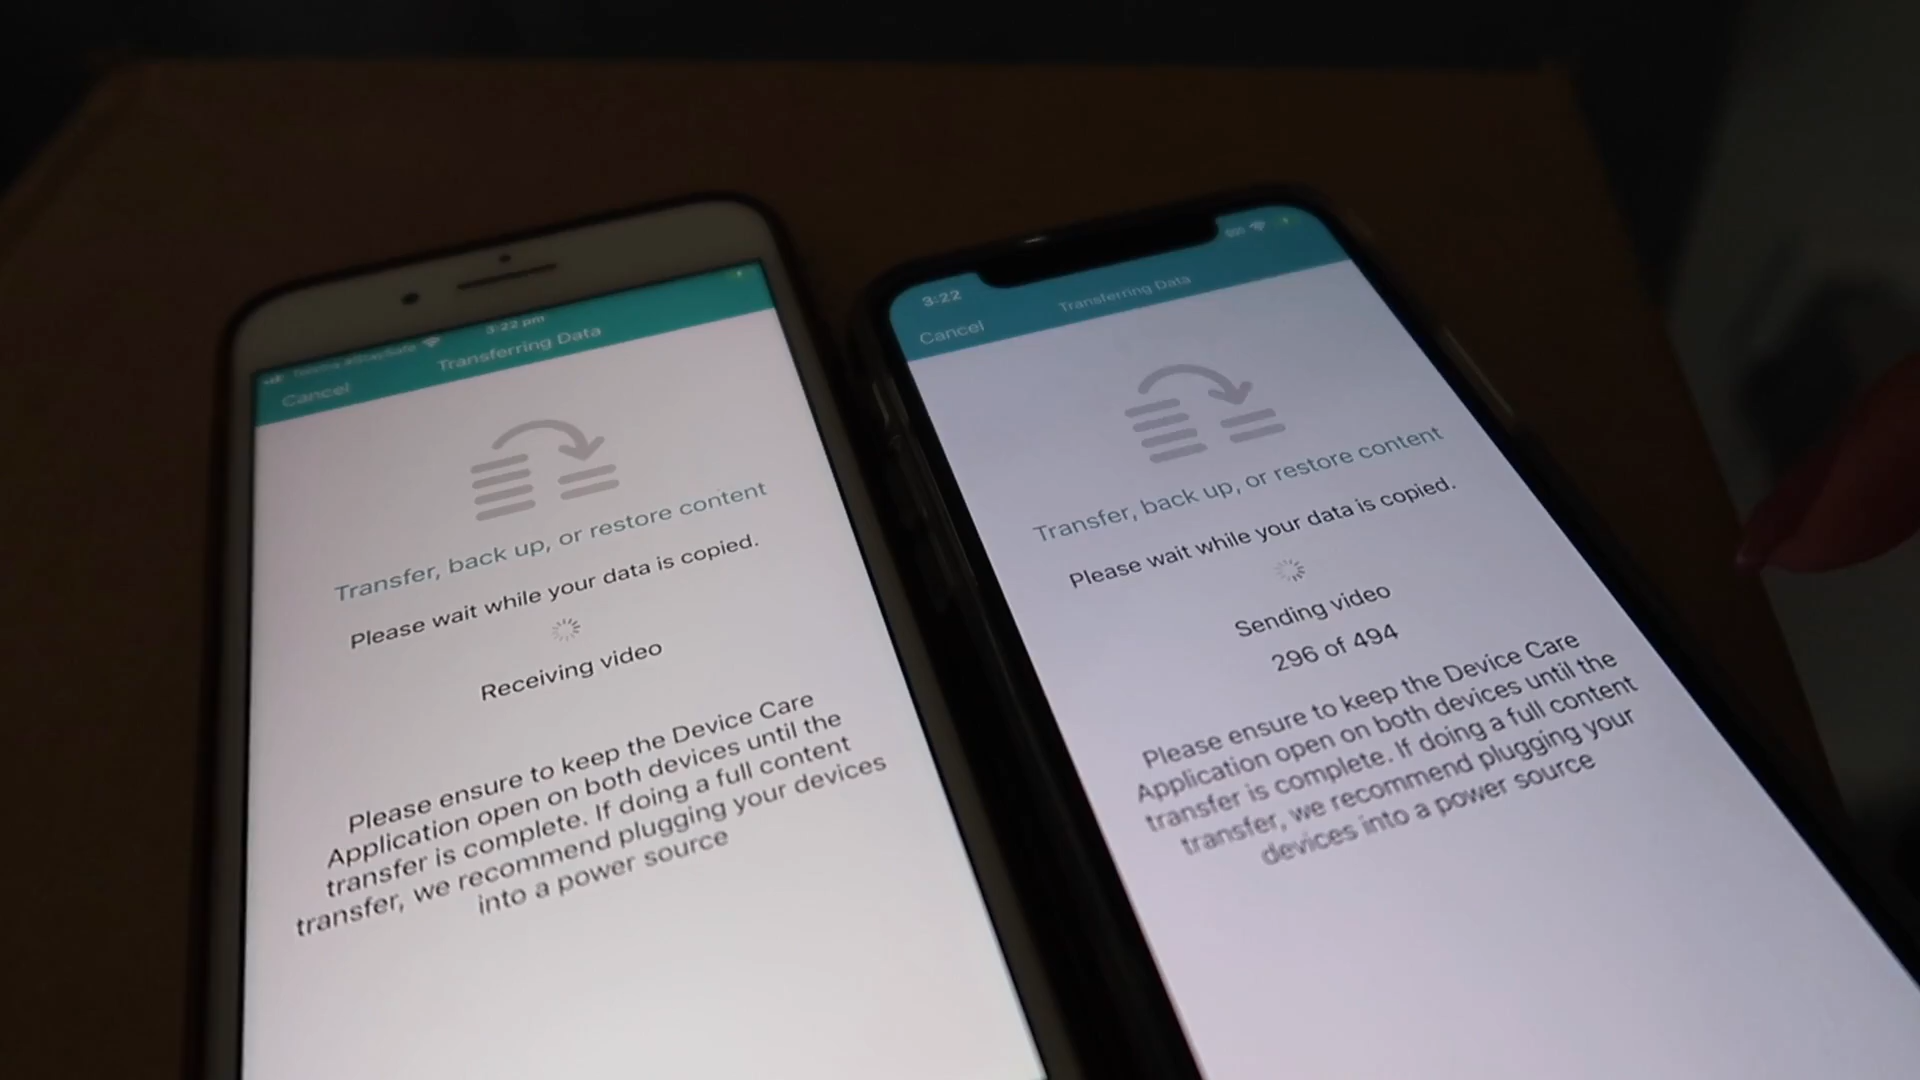 3:22 pm
Transferring Data
Cancel
Transfer, back up, or restore content
Please wait while your data is copied.
Receiving video
Please ensure to keep the Device Care
Application open on both devices until the
transfer is complete. If doing a full content
transfer, we recommend plugging your devices
into a power source
3:22
Transferring Data
Cancel
Transfer, back up, or restore content
Please wait while your data is copied.
Sending video
296 of 494
Please ensure to keep the Device Care
Application open on both devices until the
transfer is complete. If doing a full content
transfer, we recommend plugging your
devices into a power source